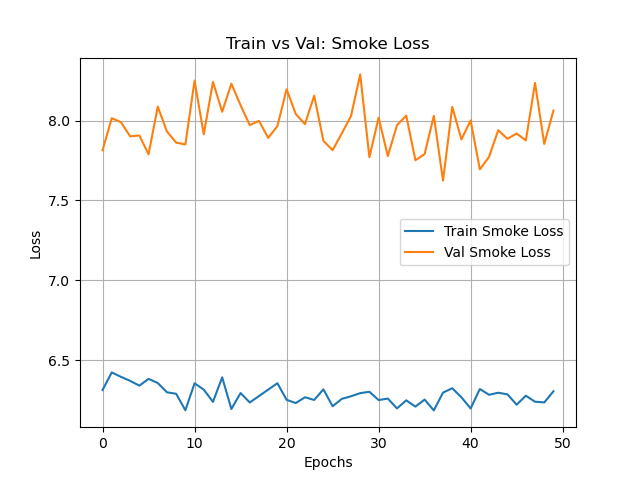 Train vs Val: Smoke Loss
8.0
7.5
7.0
6.5
Loss
Train Smoke Loss
Val Smoke Loss
0 10 20 30 40 50
Epochs